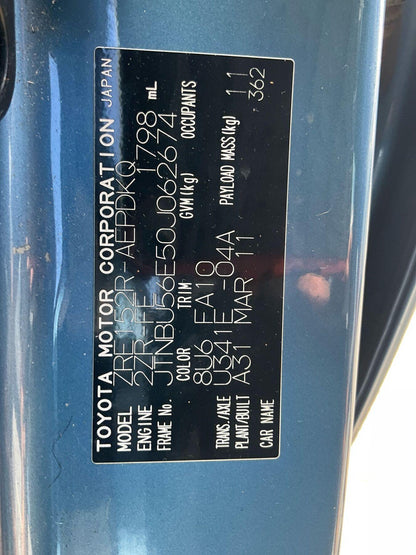 TOYOTA MOTOR CORPORATION JAPAN
MODEL ZRE152R-AEPDKQ
ENGINE 2ZR-FE 1798 mL
FRAME No. JTNBU56E50J062674
COLOR TRIM GVM(kg) OCCUPANTS
8U6 FA10
TRANS./AXLE U341E -04A PAYLOAD MASS(kg)
PLANT/BUILT A31 MAR 11 11
CAR NAME 362